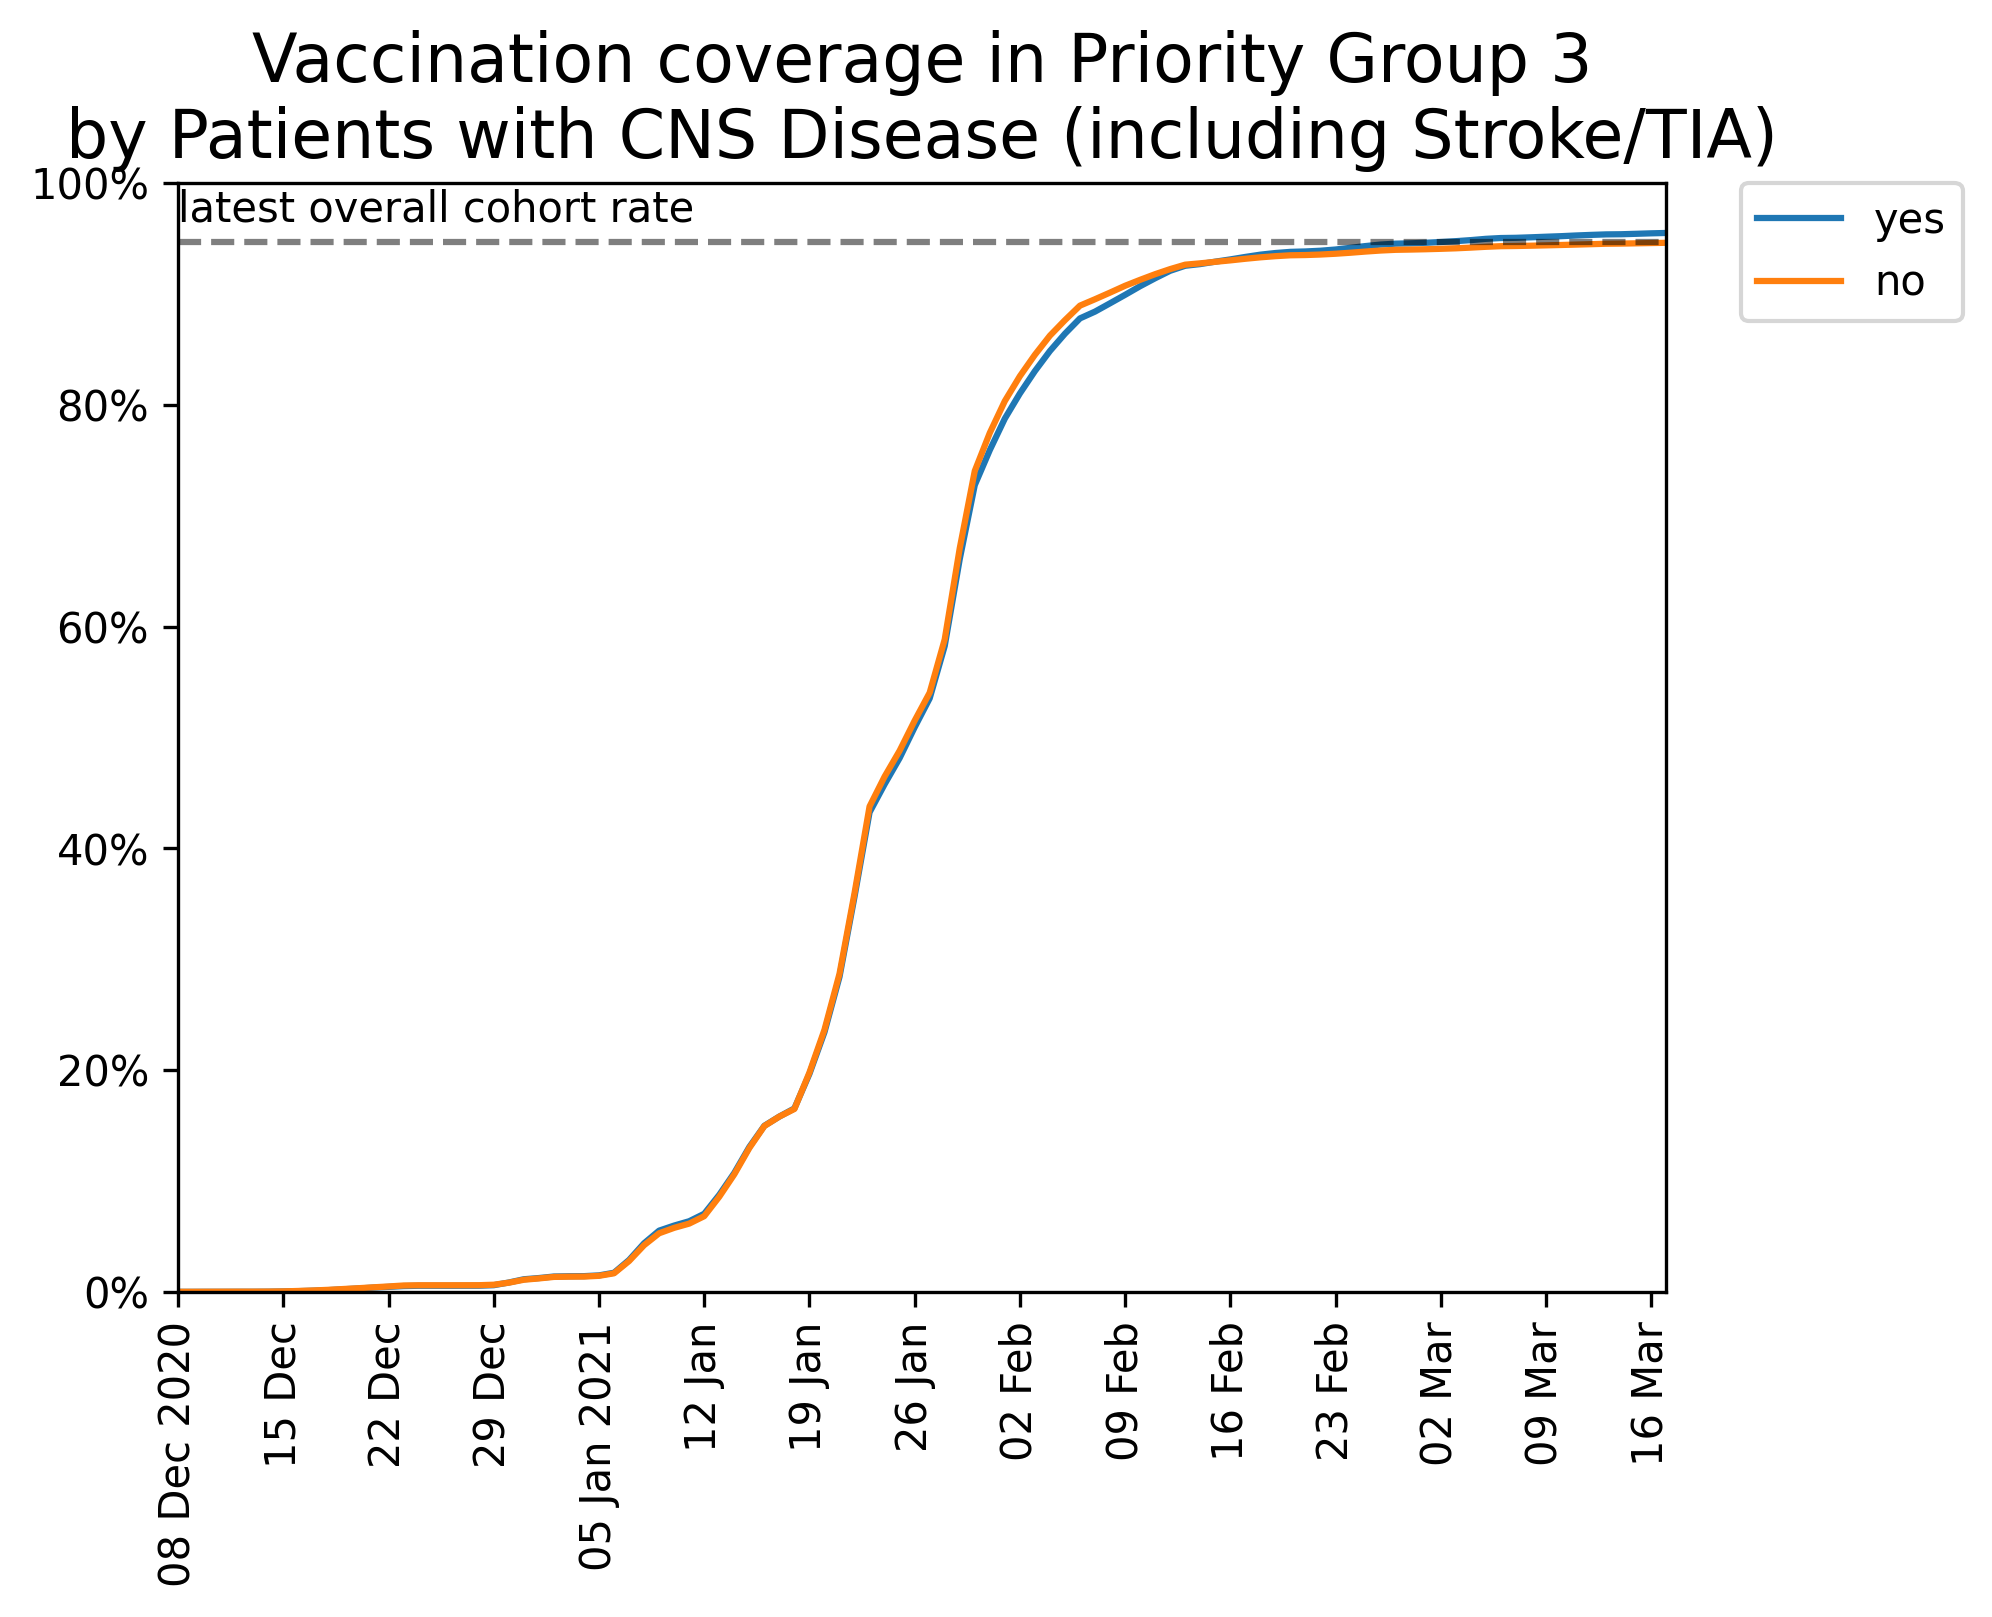 Vaccination coverage in Priority Group 3
by Patients with CNS Disease (including Stroke/TIA)
100%
80%
60%
40%
20%
0%
latest overall cohort rate
yes
no
08 Dec 2020
15 Dec
22 Dec
29 Dec
05 Jan 2021
12 Jan
19 Jan
26 Jan
02 Feb
09 Feb
16 Feb
23 Feb
02 Mar
09 Mar
16 Mar